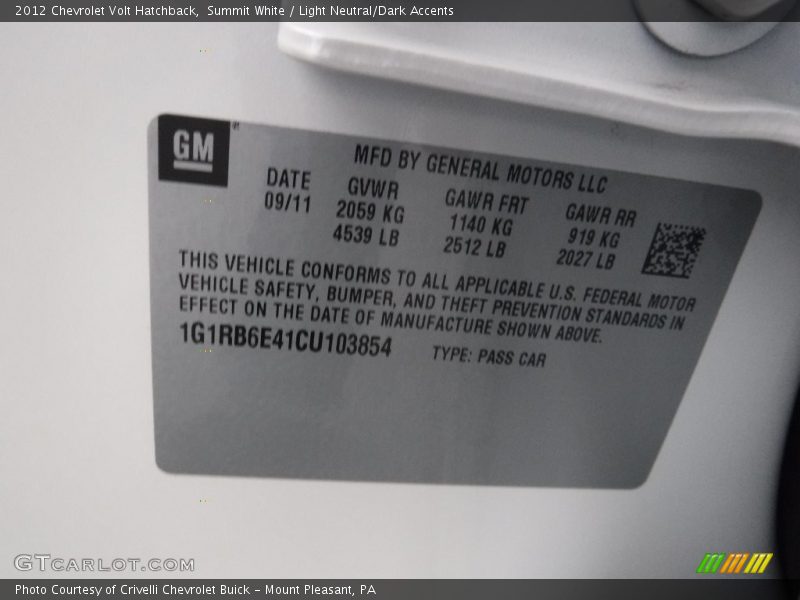 2012 Chevrolet Volt Hatchback,  Summit White / Light Neutral/Dark Accents
GM
MFD BY GENERAL MOTORS LLC
DATE GVWR GAWR FRT GAWR RR
09/11 2059 KG 1140 KG 919 KG
4539 LB 2512 LB 2027 LB
THIS VEHICLE CONFORMS TO ALL APPLICABLE U.S. FEDERAL MOTOR
VEHICLE SAFETY, BUMPER, AND THEFT PREVENTION STANDARDS IN
EFFECT ON THE DATE OF MANUFACTURE SHOWN ABOVE.
1G1RB6E41CU103854 TYPE: PASS CAR
GTCARLOT.COM
Photo Courtesy of Crivelli Chevrolet Buick - Mount Pleasant, PA